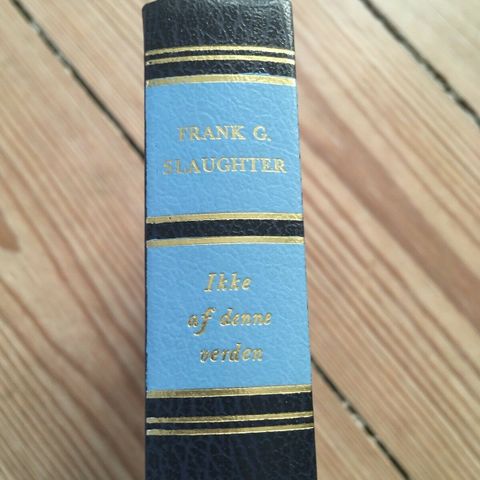 FRANK G.
SLAUGHTER
Ikke
af denne
verden